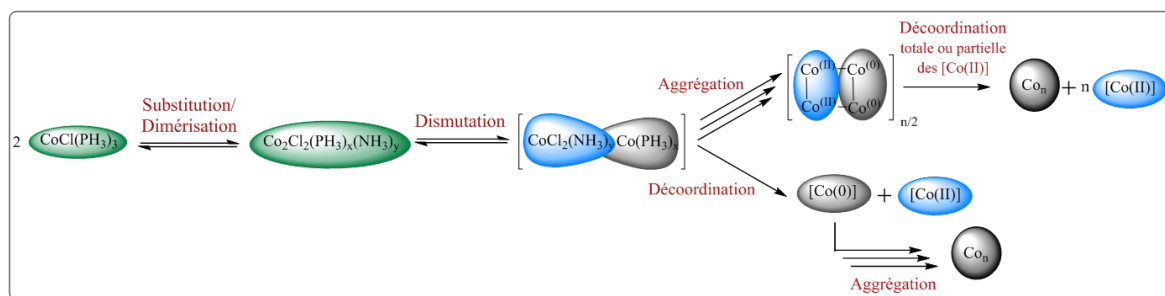 2 CoCl(PH₃)₃
Substitution/
Dimérisation
Co₂Cl₂(PH₃)ₓ(NH₃)ᵧ
Dismutation
[CoCl₂(NH₃)ᵧCo(PH₃)ₓ]
Aggrégation
Co⁽ᴵᴵ⁾–Co⁽⁰⁾
Co⁽ᴵᴵ⁾–Co⁽⁰⁾
n/2
Décoordination
totale ou partielle
des [Co(II)]
Coₙ + n [Co(II)]
Décoordination
[Co(0)] + [Co(II)]
Coₙ
Aggrégation